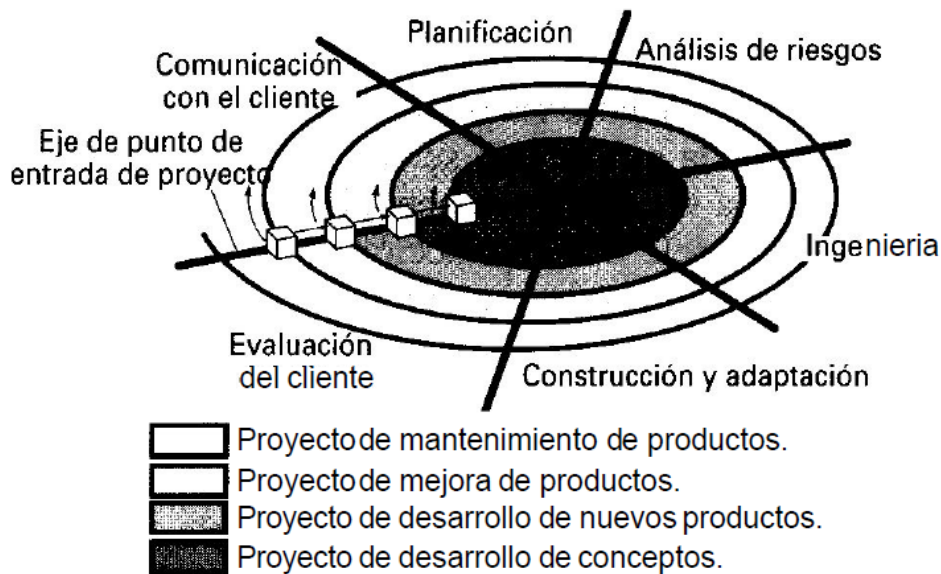 Planificación
Análisis de riesgos
Comunicación
con el cliente
Eje de punto de
entrada de proyecto
Ingenieria
Evaluación
del cliente
Construcción y adaptación
Proyecto de mantenimiento de productos.
Proyecto de mejora de productos.
Proyecto de desarrollo de nuevos productos.
Proyecto de desarrollo de conceptos.